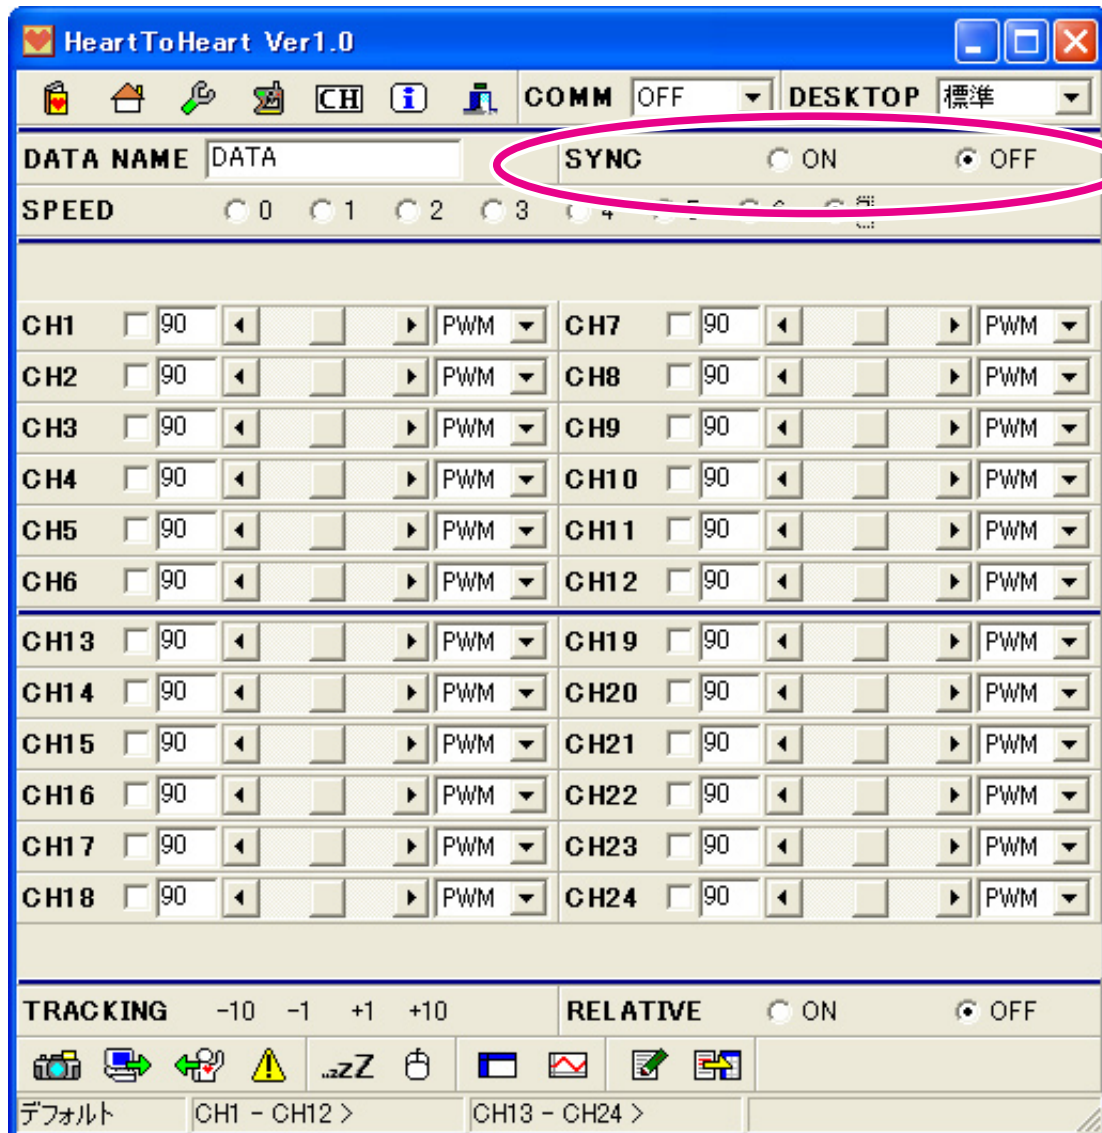 HeartToHeart Ver1.0
CH i COMM OFF DESKTOP 標準
DATA NAME DATA SYNC ON OFF
SPEED 0 1 2 3 4 5 6
CH1 90 PWM CH7 90 PWM
CH2 90 PWM CH8 90 PWM
CH3 90 PWM CH9 90 PWM
CH4 90 PWM CH10 90 PWM
CH5 90 PWM CH11 90 PWM
CH6 90 PWM CH12 90 PWM
CH13 90 PWM CH19 90 PWM
CH14 90 PWM CH20 90 PWM
CH15 90 PWM CH21 90 PWM
CH16 90 PWM CH22 90 PWM
CH17 90 PWM CH23 90 PWM
CH18 90 PWM CH24 90 PWM
TRACKING -10 -1 +1 +10 RELATIVE ON OFF
..zZZ
デフォルト CH1 - CH12 > CH13 - CH24 >